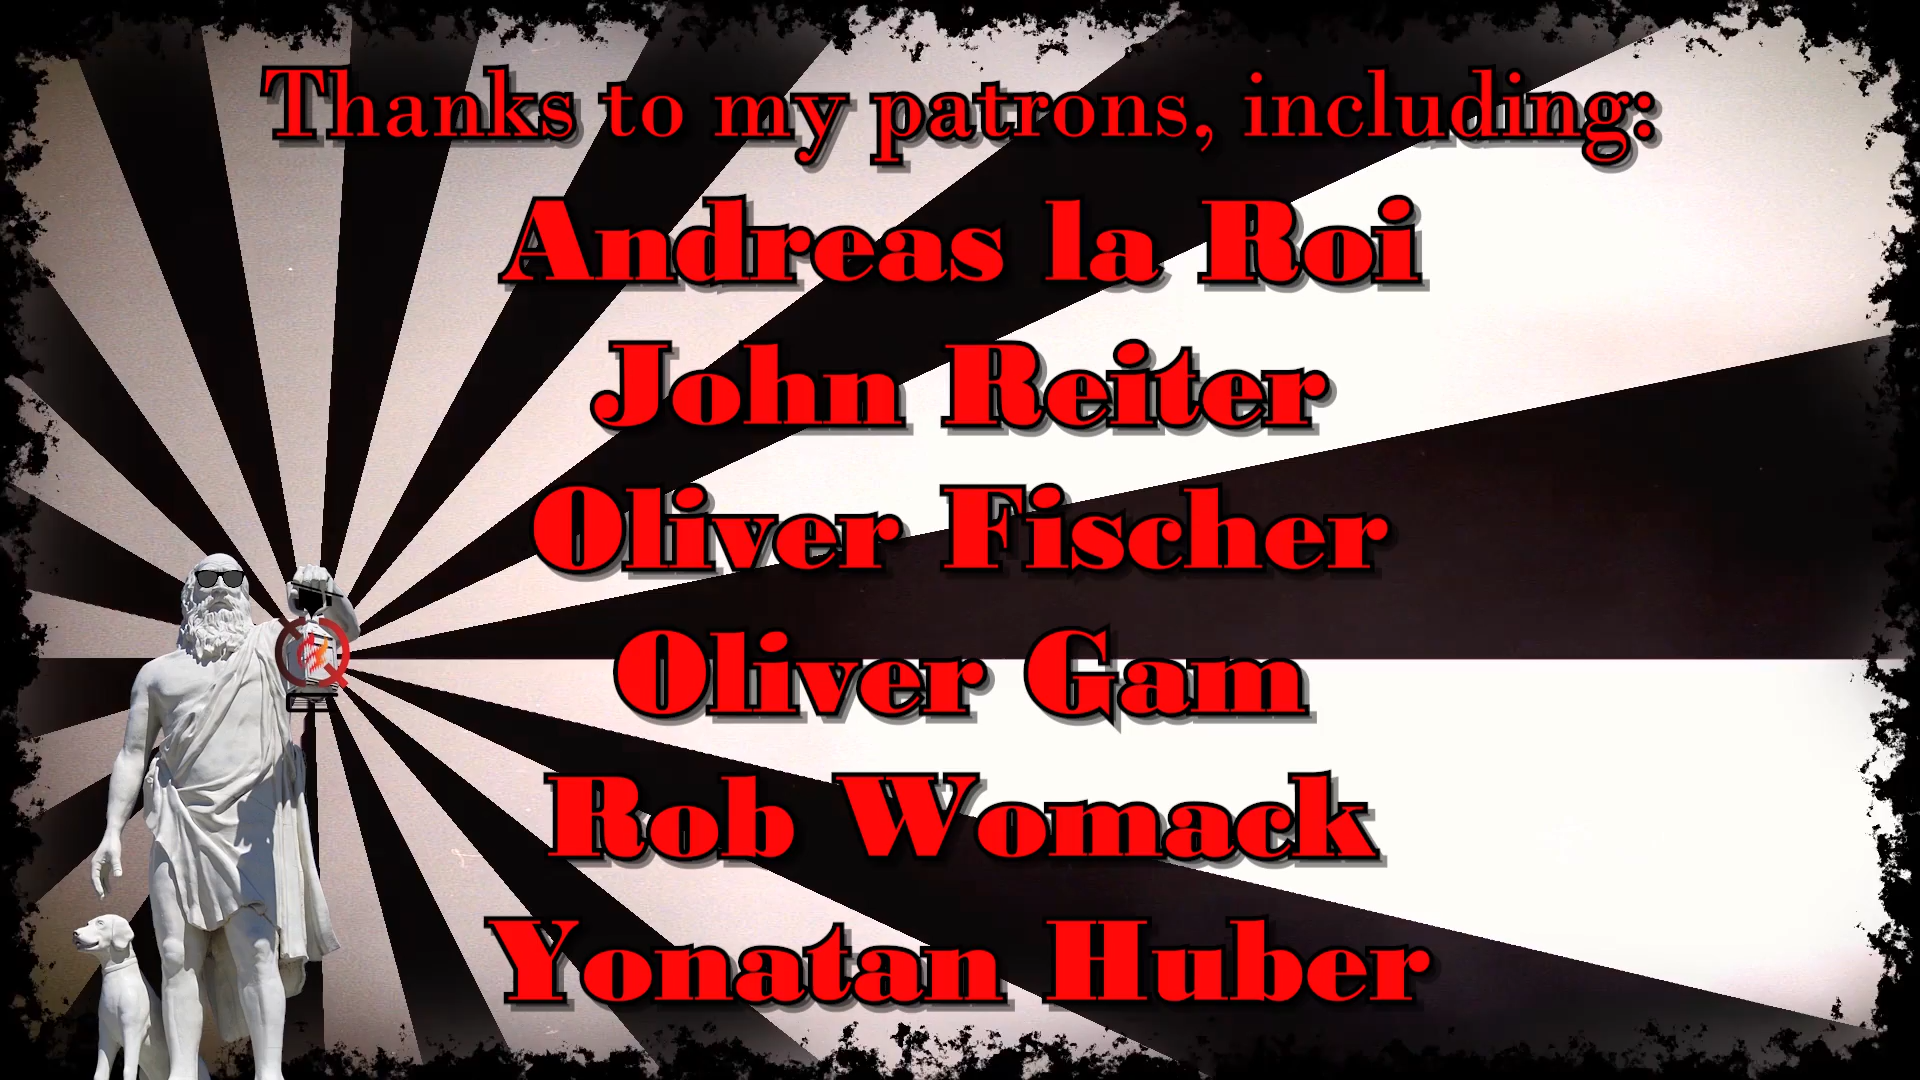 Thanks to my patrons, including:
Andreas la Roi
John Reiter
Oliver Fischer
Oliver Gam
Rob Womack
Yonatan Huber